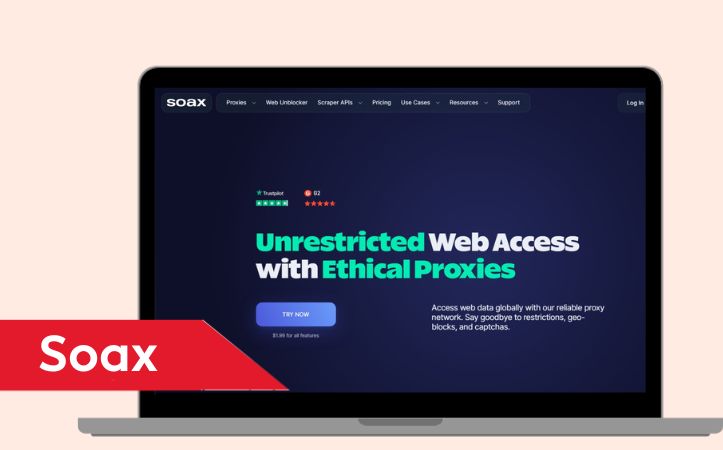 soax
Proxies
Web Unblocker
Scraper APIs
Pricing
Use Cases
Resources
Support
Log In
Trustpilot
G2
Unrestricted Web Access
with Ethical Proxies
TRY NOW
$1.99 for all features
Access web data globally with our reliable proxy
network. Say goodbye to restrictions, geo-
blocks, and captchas.
Soax